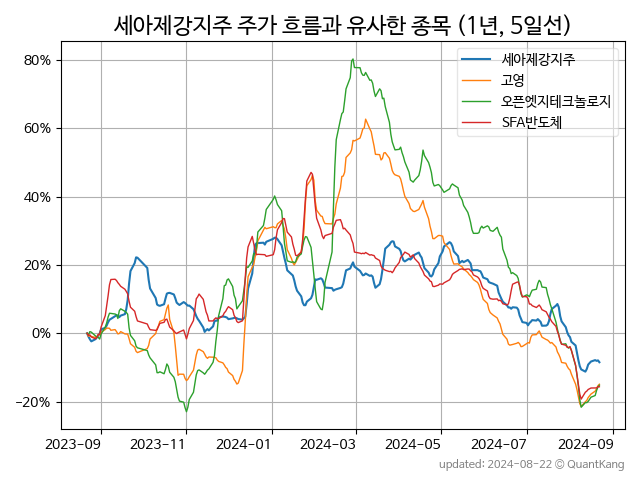 세아제강지주 주가 흐름과 유사한 종목 (1년, 5일선)
세아제강지주
고영
오픈엣지테크놀로지
SFA반도체
80%
60%
40%
20%
0%
−20%
2023-09 2023-11 2024-01 2024-03 2024-05 2024-07 2024-09
updated: 2024-08-22 © QuantKang